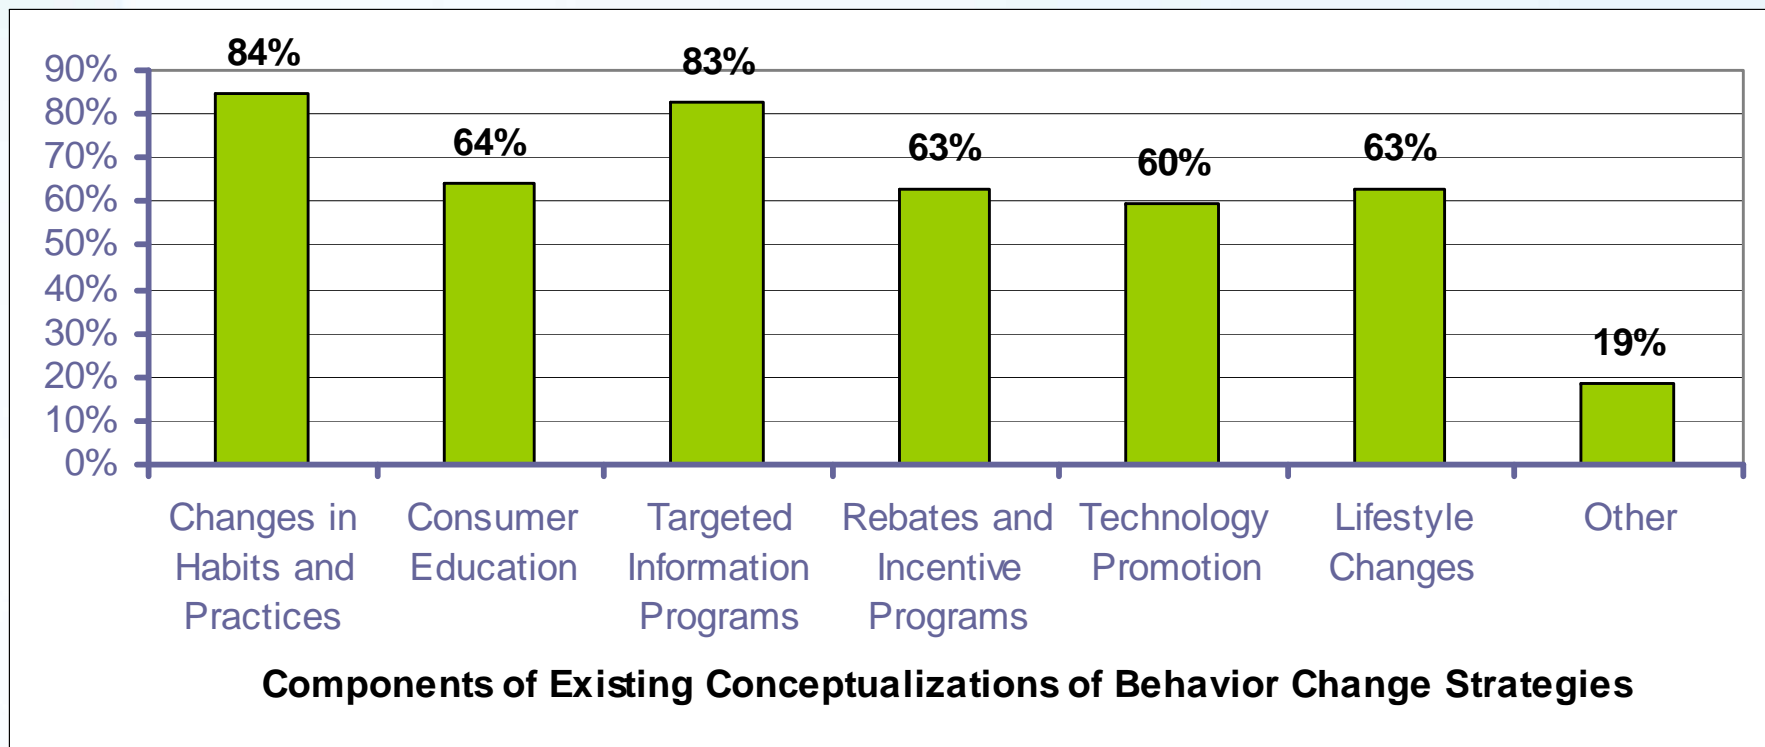 84%
83%
64%
63%
60%
63%
19%
90%
80%
70%
60%
50%
40%
30%
20%
10%
0%
Changes in
Habits and
Practices
Consumer
Education
Targeted
Information
Programs
Rebates and
Incentive
Programs
Technology
Promotion
Lifestyle
Changes
Other
Components of Existing Conceptualizations of Behavior Change Strategies